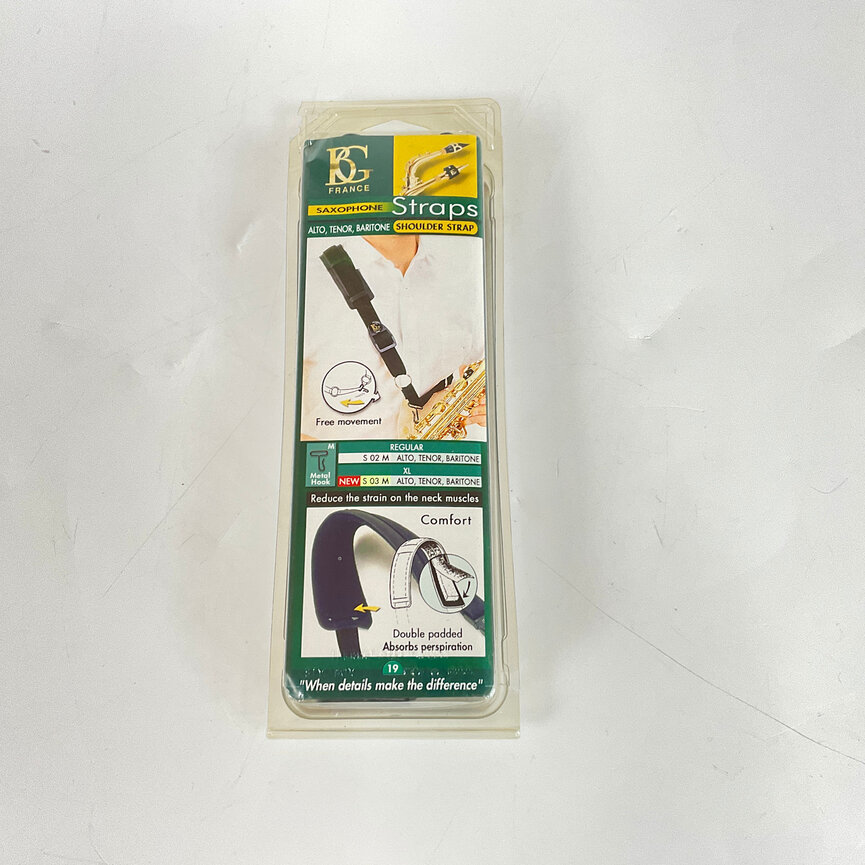 BG
FRANCE
SAXOPHONE Straps
ALTO, TENOR, BARITONE SHOULDER STRAP
Free movement
M
Metal
Hook
REGULAR
S 02 M ALTO, TENOR, BARITONE
XL
NEW S 03 M ALTO, TENOR, BARITONE
Reduce the strain on the neck muscles
Comfort
Double padded
Absorbs perspiration
19
"When details make the difference"